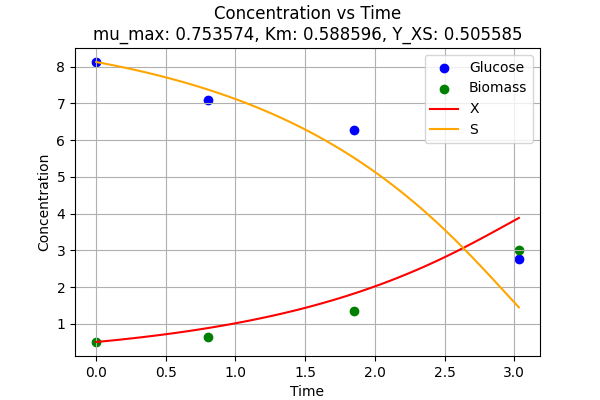 Concentration vs Time
mu_max: 0.753574, Km: 0.588596, Y_XS: 0.505585
Glucose
Biomass
X
S
Concentration
8
7
6
5
4
3
2
1
0.0 0.5 1.0 1.5 2.0 2.5 3.0
Time